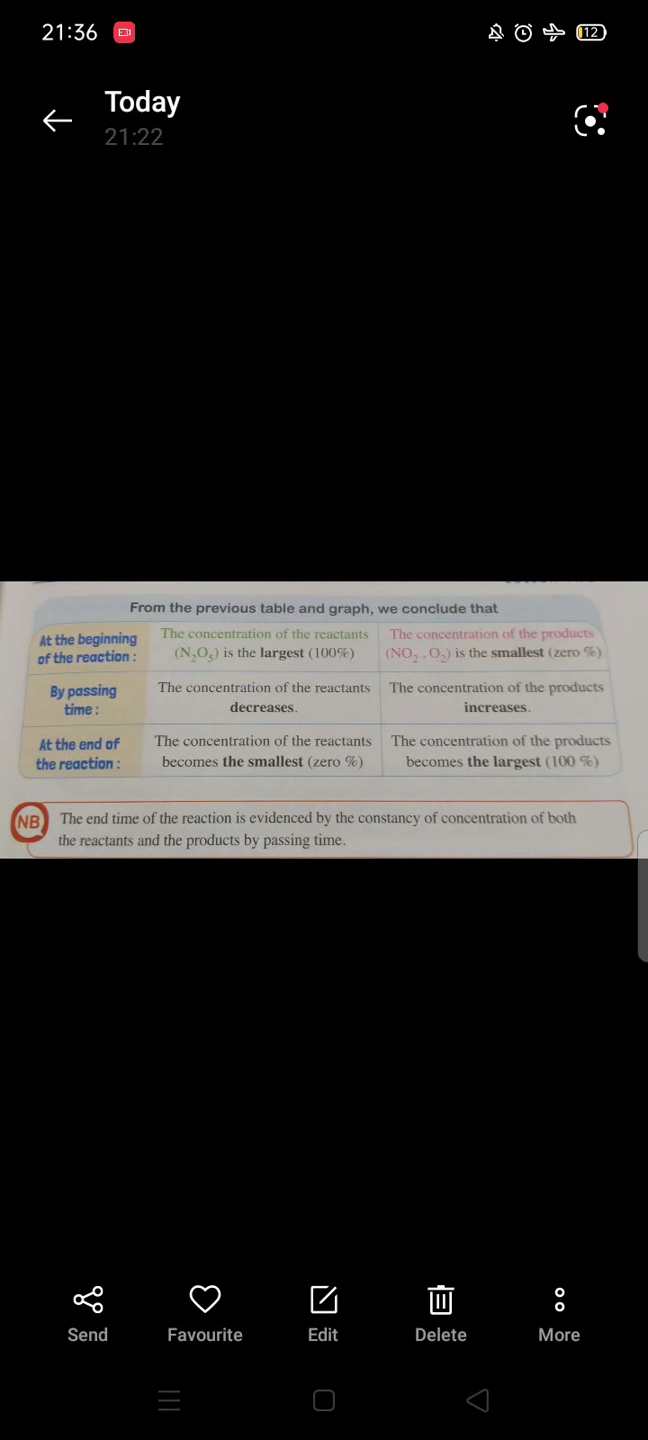 21:36
12
Today
21:22
From the previous table and graph, we conclude that
At the beginning
of the reaction :
The concentration of the reactants
(N₂O₅) is the largest (100%)
The concentration of the products
(NO₂ , O₂) is the smallest (zero %)
By passing
time :
The concentration of the reactants
decreases.
The concentration of the products
increases.
At the end of
the reaction :
The concentration of the reactants
becomes the smallest (zero %)
The concentration of the products
becomes the largest (100 %)
NB
The end time of the reaction is evidenced by the constancy of concentration of both
the reactants and the products by passing time.
Send
Favourite
Edit
Delete
More